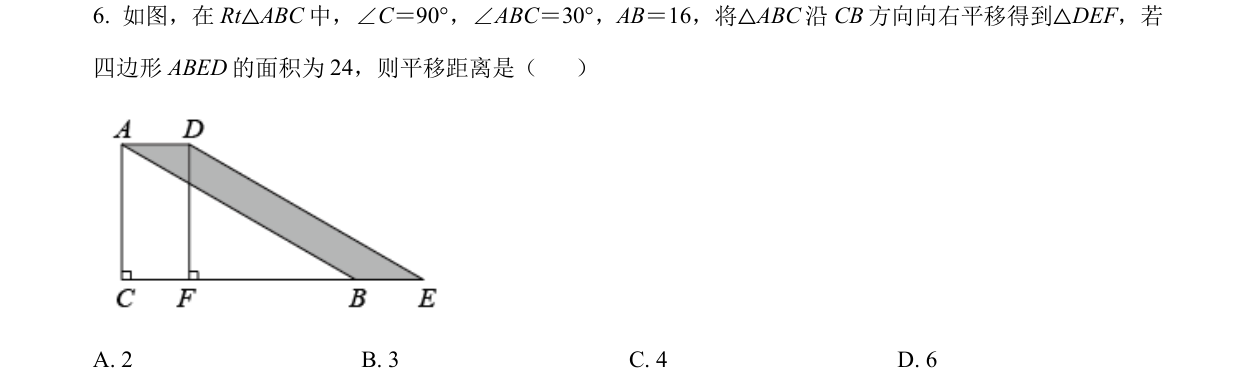 6. 如图，在 Rt△ABC 中，∠C＝90°，∠ABC＝30°，AB＝16，将△ABC 沿 CB 方向向右平移得到△DEF，若
四边形 ABED 的面积为 24，则平移距离是（　　）
A D
C F B E
A. 2 B. 3 C. 4 D. 6